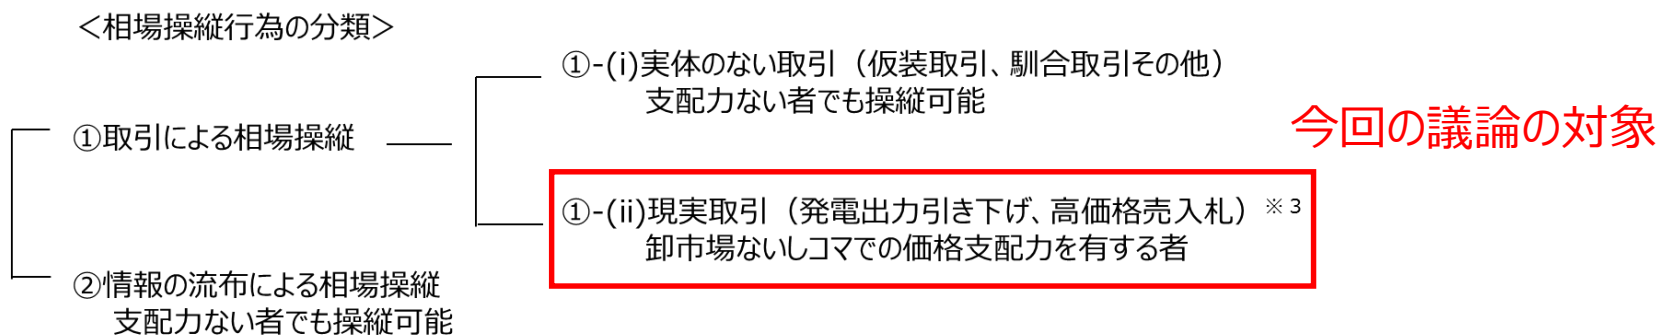 ＜相場操縦行為の分類＞
①-(i)実体のない取引（仮装取引、馴合取引その他）
支配力ない者でも操縦可能
今回の議論の対象
①取引による相場操縦
①-(ii)現実取引（発電出力引き下げ、高価格売入札）※3
卸市場ないしコマでの価格支配力を有する者
②情報の流布による相場操縦
支配力ない者でも操縦可能